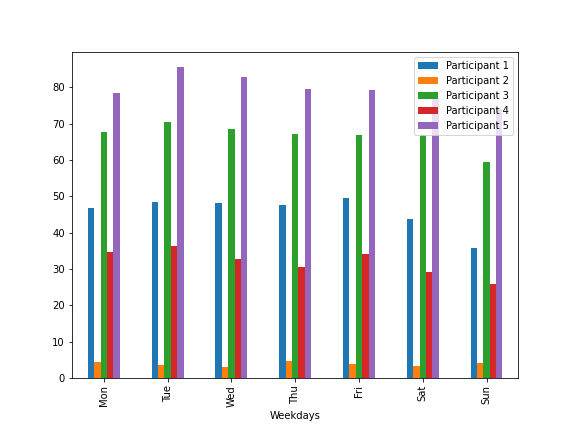 Participant 1
Participant 2
Participant 3
Participant 4
Participant 5
80
70
60
50
40
30
20
10
0
Mon
Tue
Wed
Thu
Fri
Sat
Sun
Weekdays